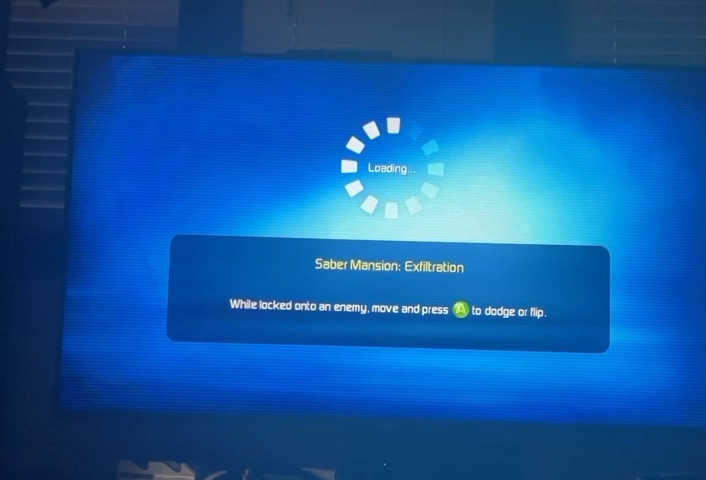 Loading...
Saber Mansion: Exfiltration
While locked onto an enemy, move and press A to dodge or flip.